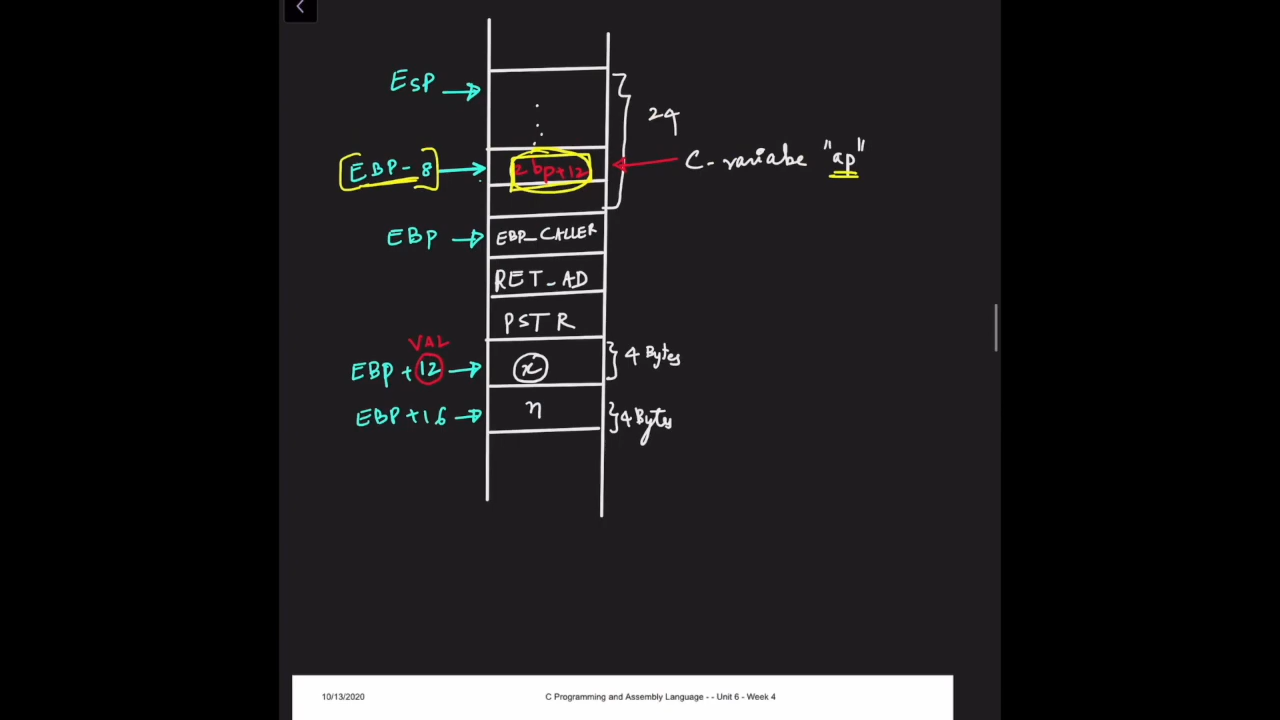 ESP →
24
C-variabe "ap"
[EBP-8] → ebp+12
EBP → EBP_CALLER
RET_AD
PSTR
VAL
EBP+12 → x } 4 Bytes
EBP+16 → n } 4 Bytes
10/13/2020 C Programming and Assembly Language - - Unit 6 - Week 4